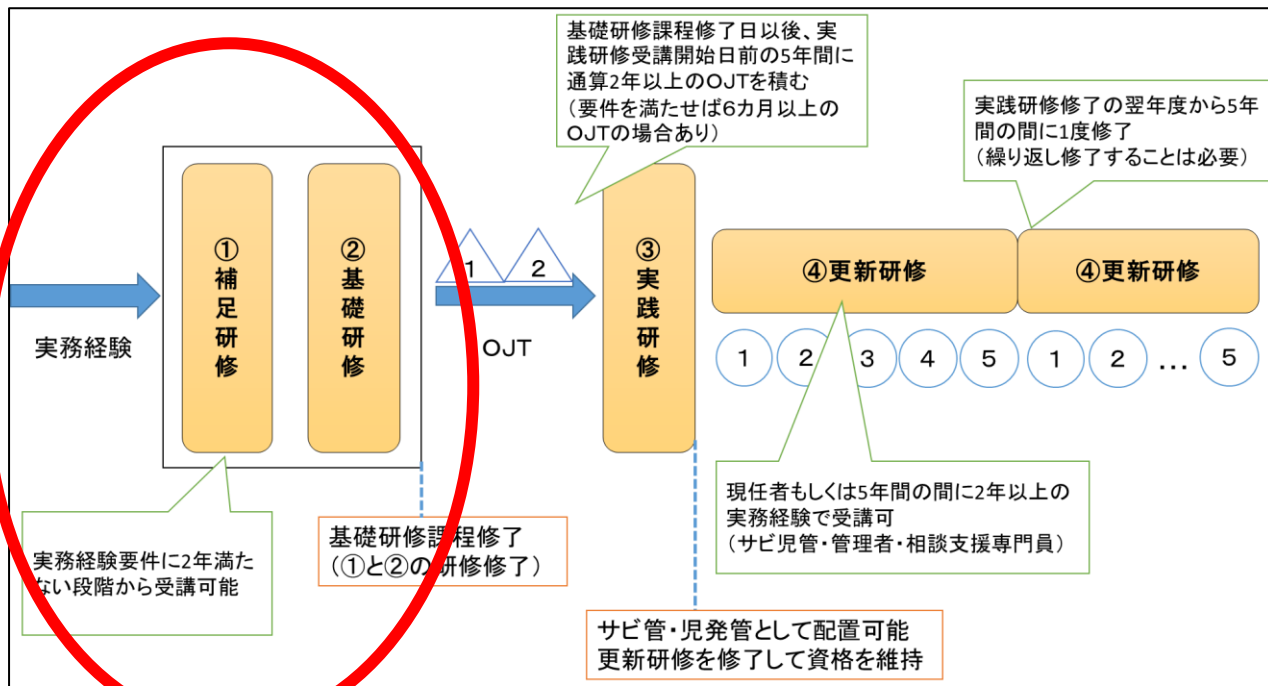 基礎研修課程修了日以後、実
践研修受講開始日前の5年間に
通算2年以上のOJTを積む
(要件を満たせば6カ月以上の
OJTの場合あり)
実践研修修了の翌年度から5年
間の間に1度修了
(繰り返し修了することは必要)
実務経験
①補足研修
②基礎研修
1
2
OJT
③実践研修
④更新研修
④更新研修
1 2 3 4 5 1 2 … 5
実務経験要件に2年満た
ない段階から受講可能
基礎研修課程修了
(①と②の研修修了)
現任者もしくは5年間の間に2年以上の
実務経験で受講可
(サビ児管・管理者・相談支援専門員)
サビ管・児発管として配置可能
更新研修を修了して資格を維持